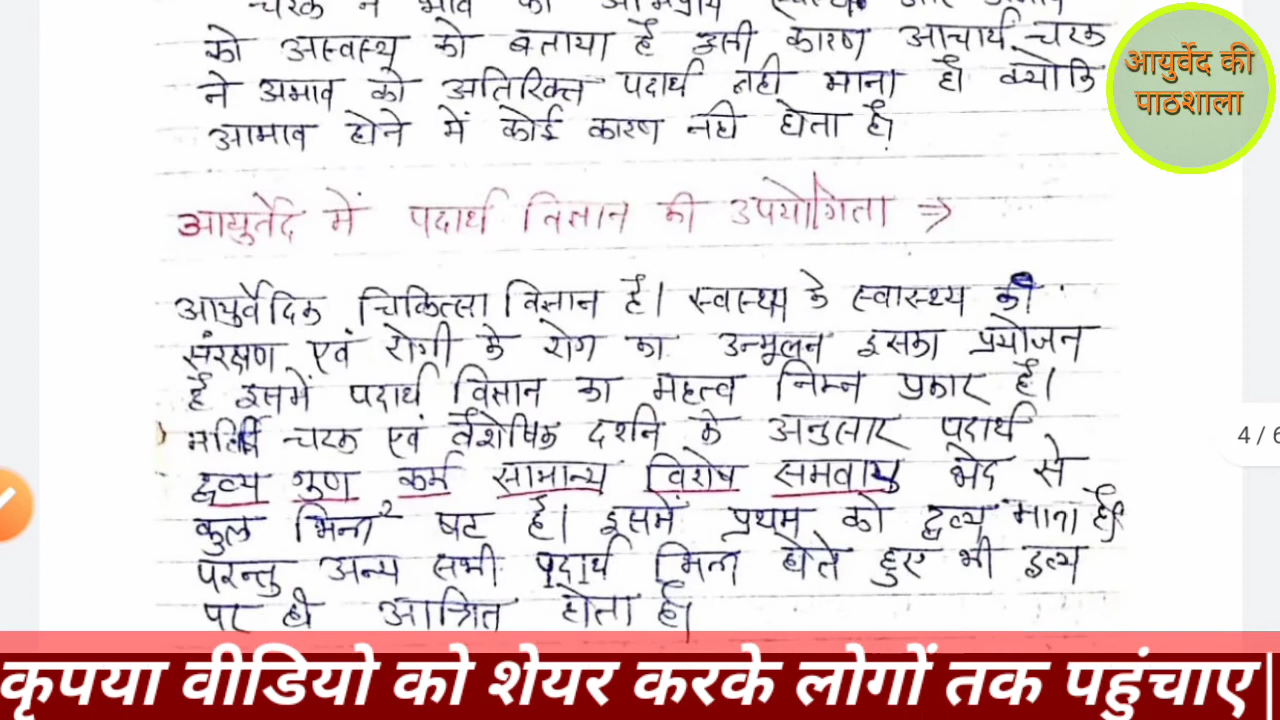 चरक ने भाव का अभिप्राय
को अस्वस्थ को बताया है इसी कारण आचार्य चरक
ने अभाव को अतिरिक्त पदार्थ नही माना है क्योकि
आभाव होने में कोई कारण नही होता है।
आयुर्वेद में पदार्थ विज्ञान की उपयोगिता ⇒
आयुर्वेदिक चिकित्सा विज्ञान है। स्वास्थ्य के स्वास्थ्य की
संरक्षण एवं रोगी के रोग का उन्मूलन इसका प्रयोजन
है इसमें पदार्थ विज्ञान का महत्व निम्न प्रकार है।
महर्षि चरक एवं वैशेषिक दर्शन के अनुसार पदार्थ
द्रव्य गुण कर्म सामान्य विशेष समवाय भेद से
कुल भिन्न षट है। इसमें प्रथम को द्रव्य माना है।
परन्तु अन्य सभी पदार्थ भिन्न होते हुए भी द्रव्य
पर ही आश्रित होता है।
आयुर्वेद की
पाठशाला
4 / 6
कृपया वीडियो को शेयर करके लोगों तक पहुंचाए |